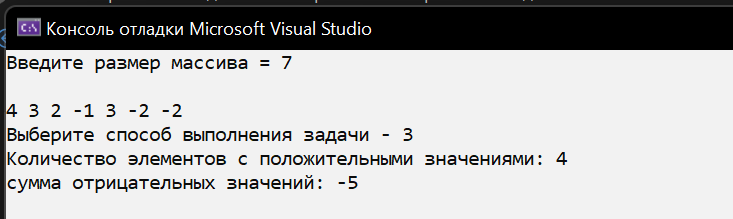 Консоль отладки Microsoft Visual Studio
Введите размер массива = 7
4 3 2 -1 3 -2 -2
Выберите способ выполнения задачи - 3
Количество элементов с положительными значениями: 4
сумма отрицательных значений: -5